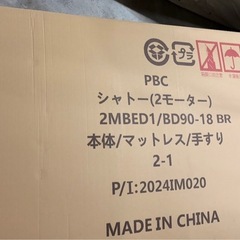 PBC
シャトー(2モーター)
2MBED1/BD90-18 BR
本体/マットレス/手すり
2-1
P/I:2024IM020
MADE IN CHINA